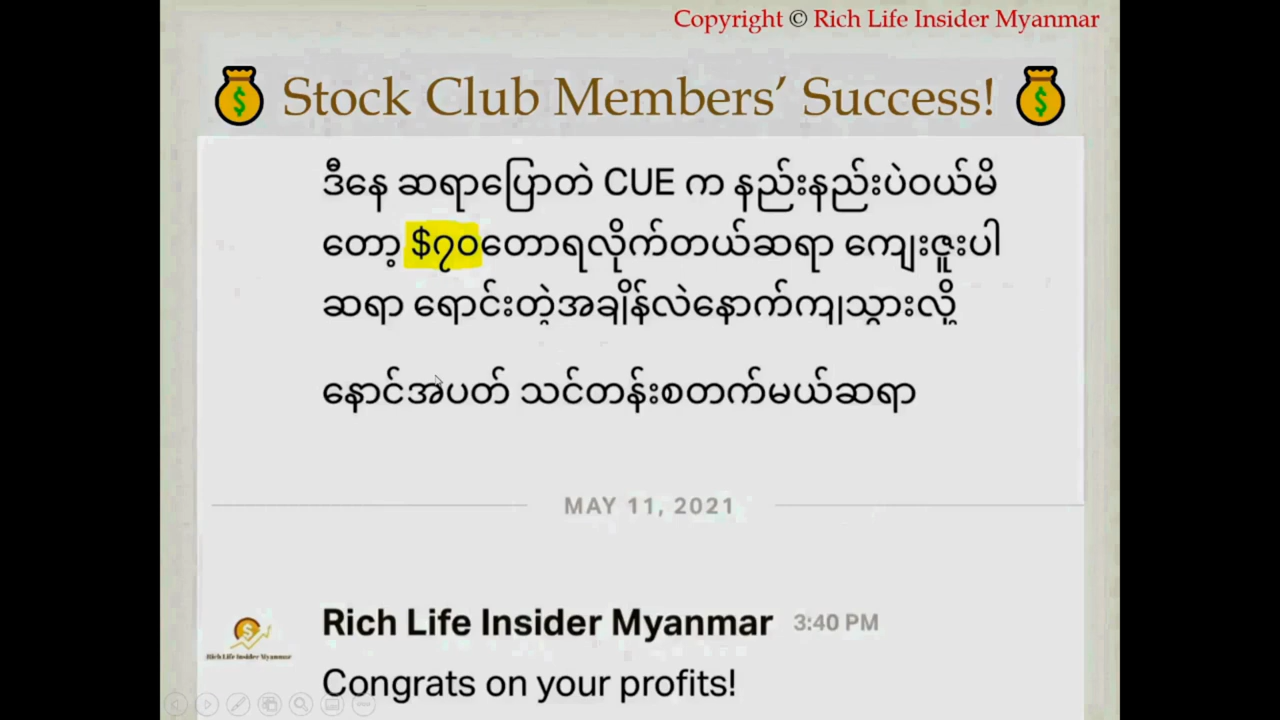 Copyright © Rich Life Insider Myanmar
Stock Club Members’ Success!
ဒီနေ ဆရာပြောတဲ CUE က နည်းနည်းပဲဝယ်မိ
တော့ $၇၀တောရလိုက်တယ်ဆရာ ကျေးဇူးပါ
ဆရာ ရောင်းတဲ့အချိန်လဲနောက်ကျသွားလို့
နောင်အပတ် သင်တန်းစတက်မယ်ဆရာ
MAY 11, 2021
Rich Life Insider Myanmar 3:40 PM
Rich Life Insider Myanmar
Congrats on your profits!